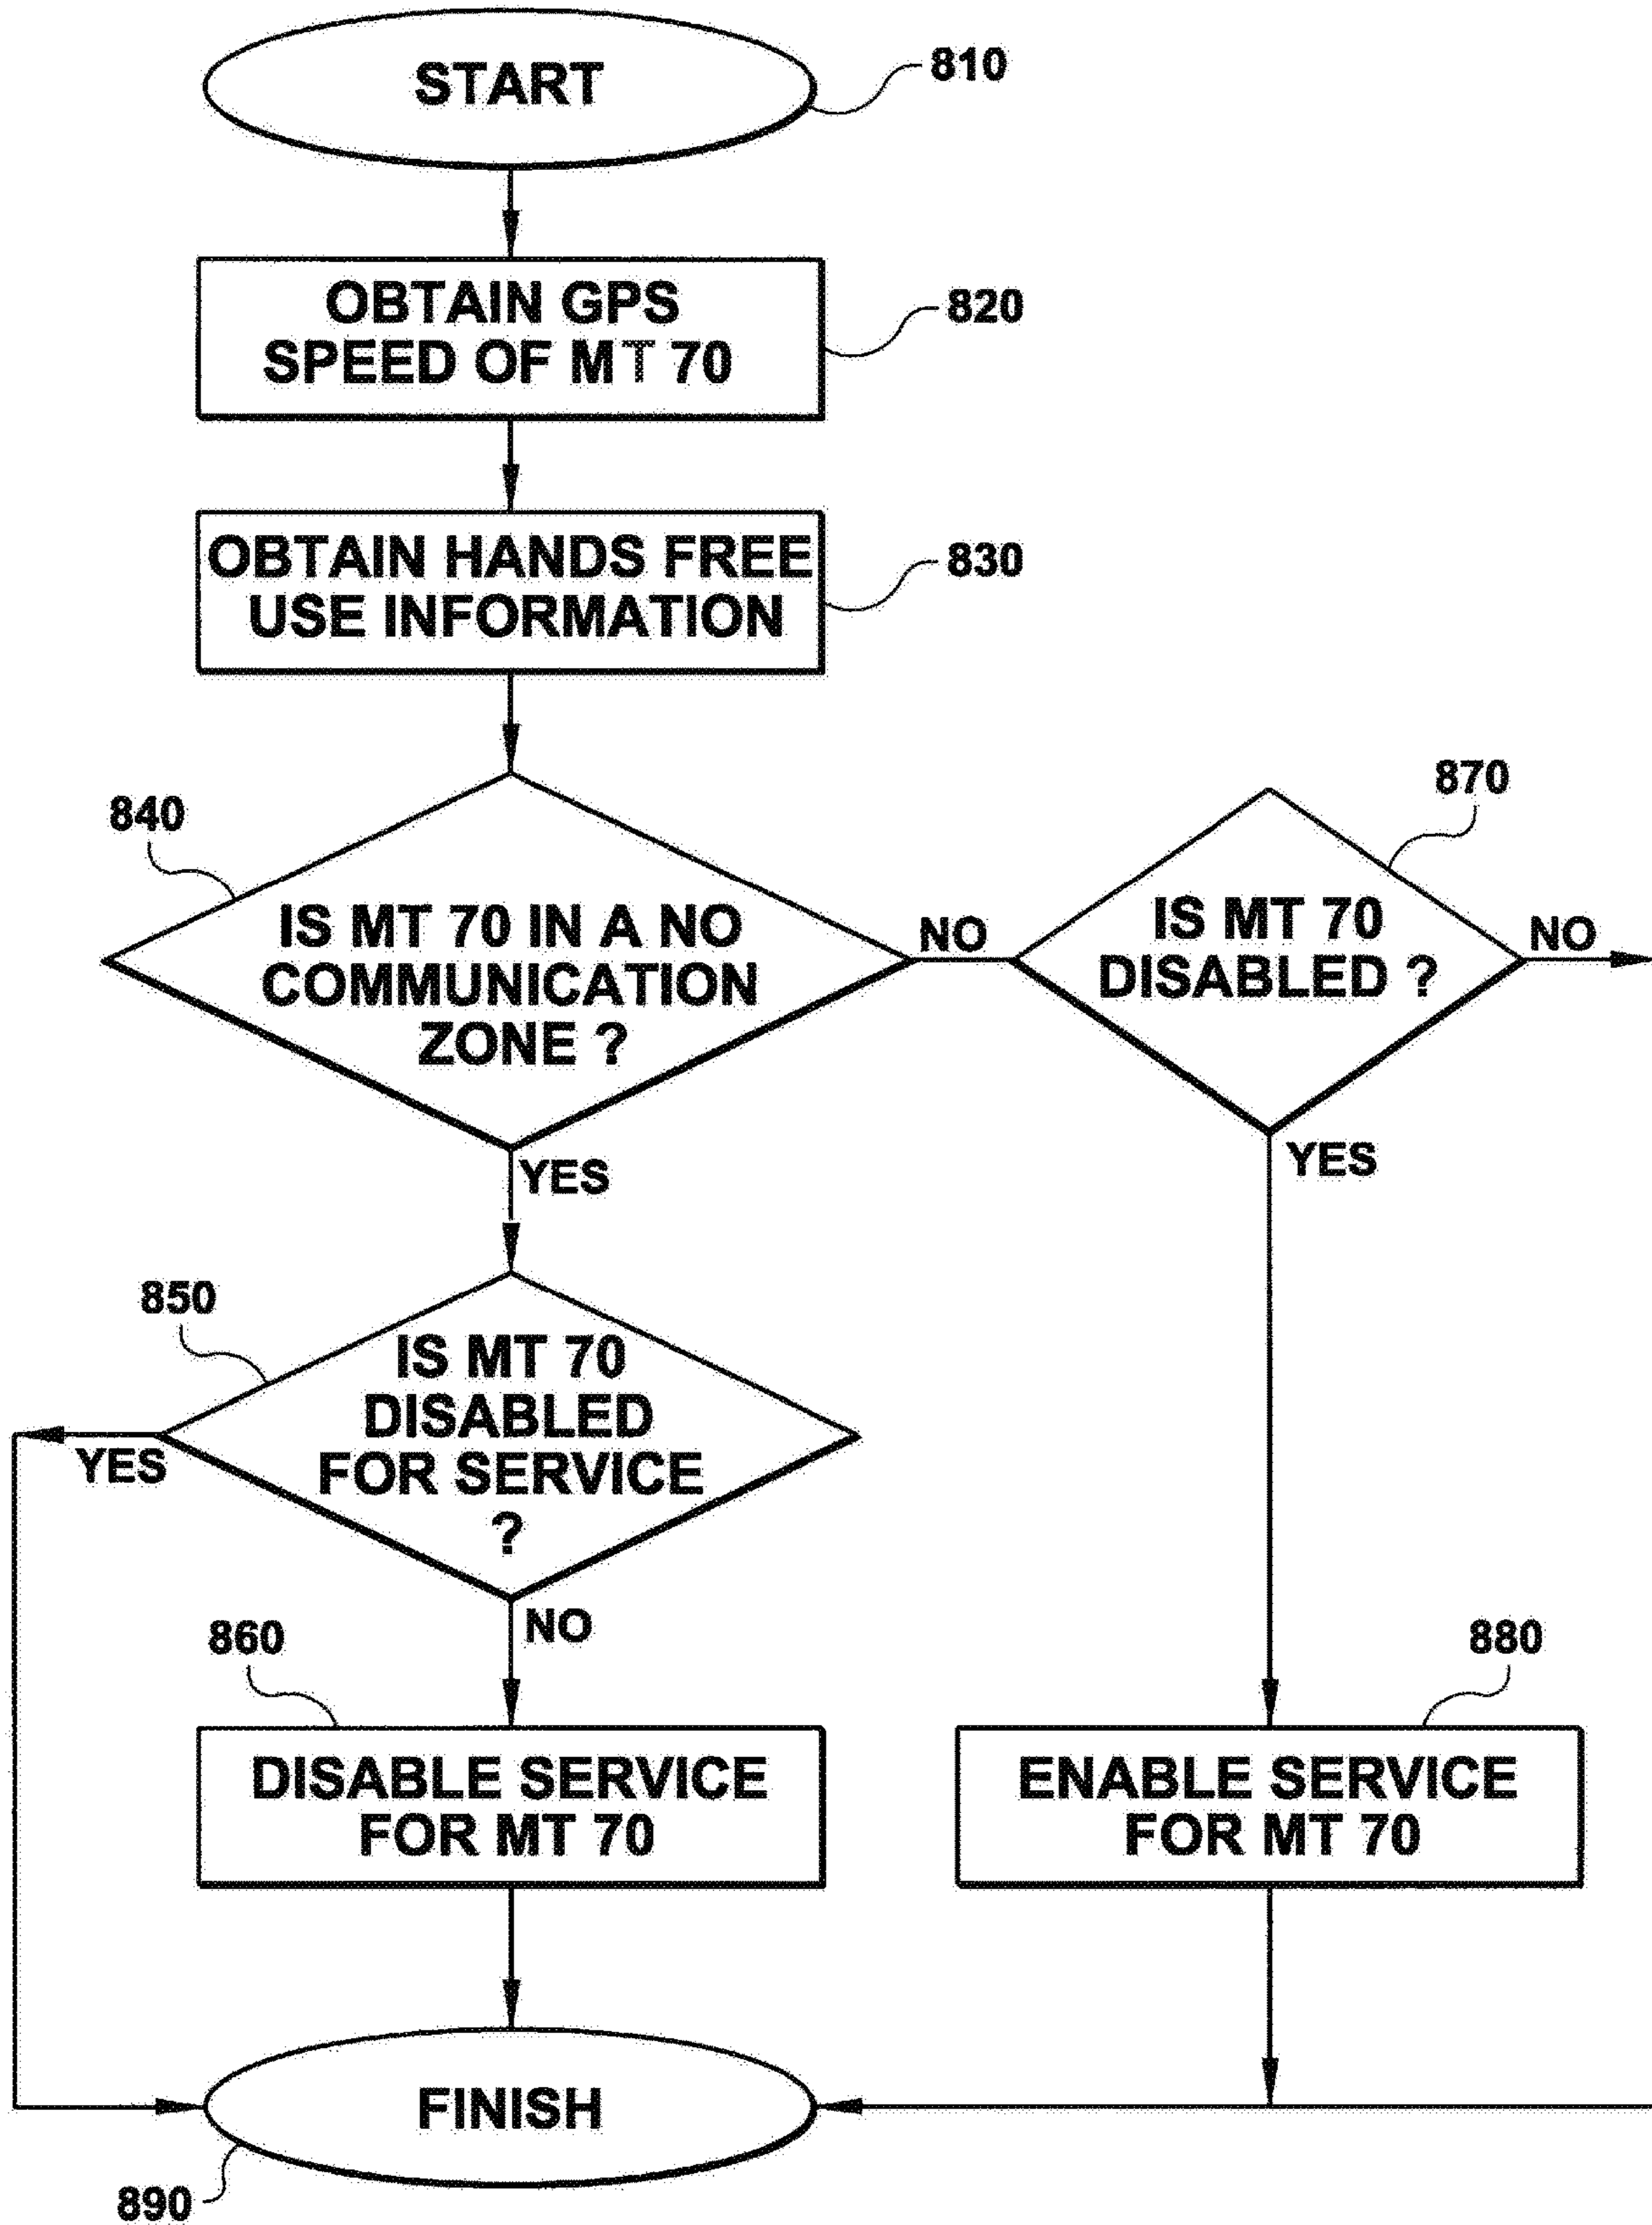 START
810
OBTAIN GPS
SPEED OF MT 70
820
OBTAIN HANDS FREE
USE INFORMATION
830
840
IS MT 70 IN A NO
COMMUNICATION
ZONE ?
NO
870
IS MT 70
DISABLED ?
NO
YES
YES
850
IS MT 70
DISABLED
FOR SERVICE
?
YES
NO
860
DISABLE SERVICE
FOR MT 70
880
ENABLE SERVICE
FOR MT 70
FINISH
890